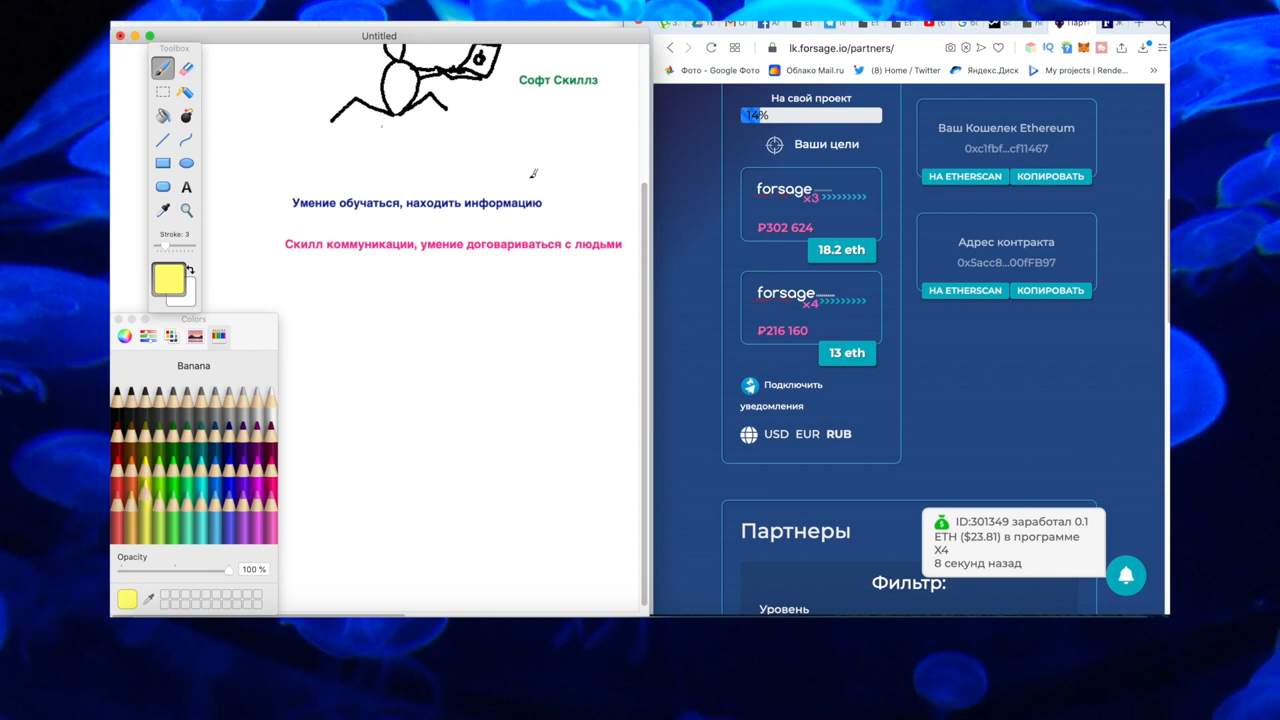 Untitled
Toolbox
Софт Скиллз
Умение обучаться, находить информацию
Скилл коммуникации, умение договариваться с людьми
A
Stroke: 3
Colors
Banana
Opacity
100 %
lk.forsage.io/partners/
Фото - Google Фото
Облако Mail.ru
(8) Home / Twitter
Яндекс.Диск
My projects | Rende...
На свой проект
14%
Ваши цели
forsage
x3
₽302 624
18.2 eth
forsage
x4
₽216 160
13 eth
Подключить
уведомления
USD EUR RUB
Ваш Кошелек Ethereum
0xc1fbf...cf11467
НА ETHERSCAN КОПИРОВАТЬ
Адрес контракта
0x5acc8...00fFB97
НА ETHERSCAN КОПИРОВАТЬ
Партнеры
Фильтр:
Уровень
ID:301349 заработал 0.1
ETH ($23.81) в программе
X4
8 секунд назад